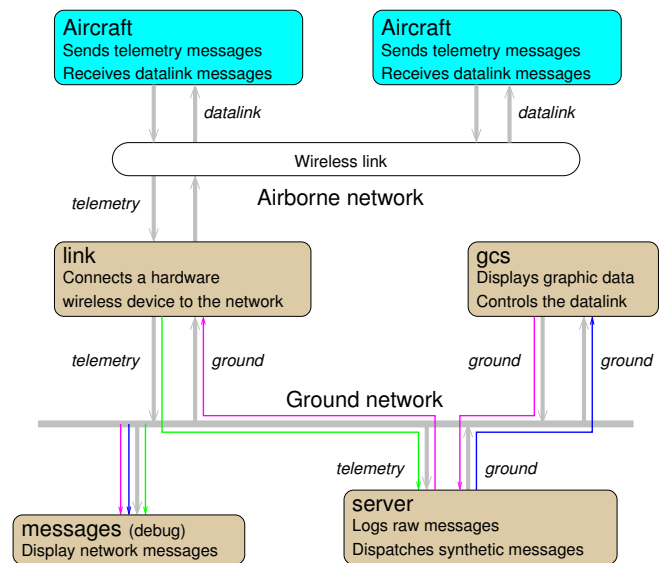 Aircraft
Sends telemetry messages
Receives datalink messages
Aircraft
Sends telemetry messages
Receives datalink messages
datalink
datalink
Wireless link
telemetry
Airborne network
link
Connects a hardware
wireless device to the network
gcs
Displays graphic data
Controls the datalink
telemetry
ground
ground
ground
Ground network
telemetry
ground
messages (debug)
Display network messages
server
Logs raw messages
Dispatches synthetic messages